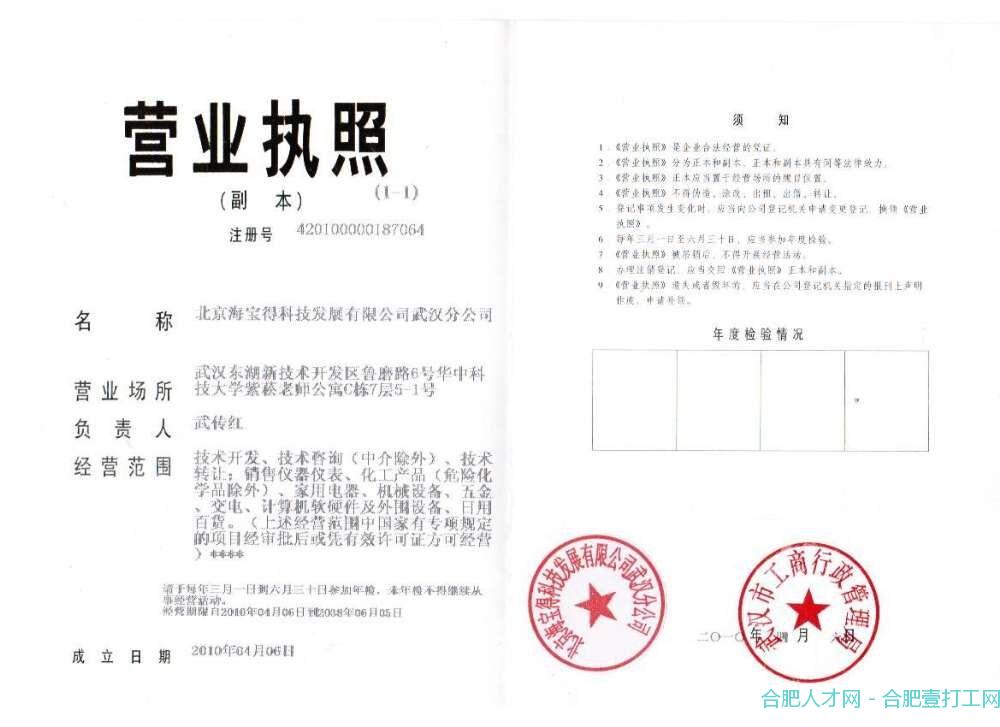 营业执照
(副 本)
(1-1)
注册号 420100000187064
名 称 北京海宝得科技发展有限公司武汉分公司
营业场所 武汉东湖新技术开发区鲁磨路6号华中科
技大学紫菘老师公寓C栋7层5-1号
负责人 武传红
经营范围 技术开发、技术咨询（中介除外）、技术
转让；销售仪器仪表、化工产品（危险化
学品除外）、家用电器、机械设备、五金
、交电、计算机软硬件及外围设备、日用
百货。（上述经营范围中国家有专项规定
的项目经审批后或凭有效许可证方可经营
）****
请于每年三月一日到六月三十日参加年检，未年检不得继续从
事经营活动。
经营期限自2010年04月06日到2038年06月05日
成立日期 2010年04月06日
须 知
1．《营业执照》是企业合法经营的凭证。
2．《营业执照》分为正本和副本，正本和副本具有同等法律效力。
3．《营业执照》正本应当置于经营场所的醒目位置。
4．《营业执照》不得伪造、涂改、出租、出借、转让。
5．登记事项发生变化时，应当向公司登记机关申请变更登记，换领《营业
执照》。
6．每年三月一日至六月三十日，应当参加年度检验。
7．《营业执照》被吊销后，不得开展经营活动。
8．办理注销登记，应当交回《营业执照》正本和副本。
9．《营业执照》遗失或者毁坏的，应当在公司登记机关指定的报刊上声明
作废，申请补领。
年度检验情况
北京海宝得科技发展有限公司武汉分公司
武汉市工商行政管理局
二〇一〇年 月 六日
合肥人才网 - 合肥壹打工网